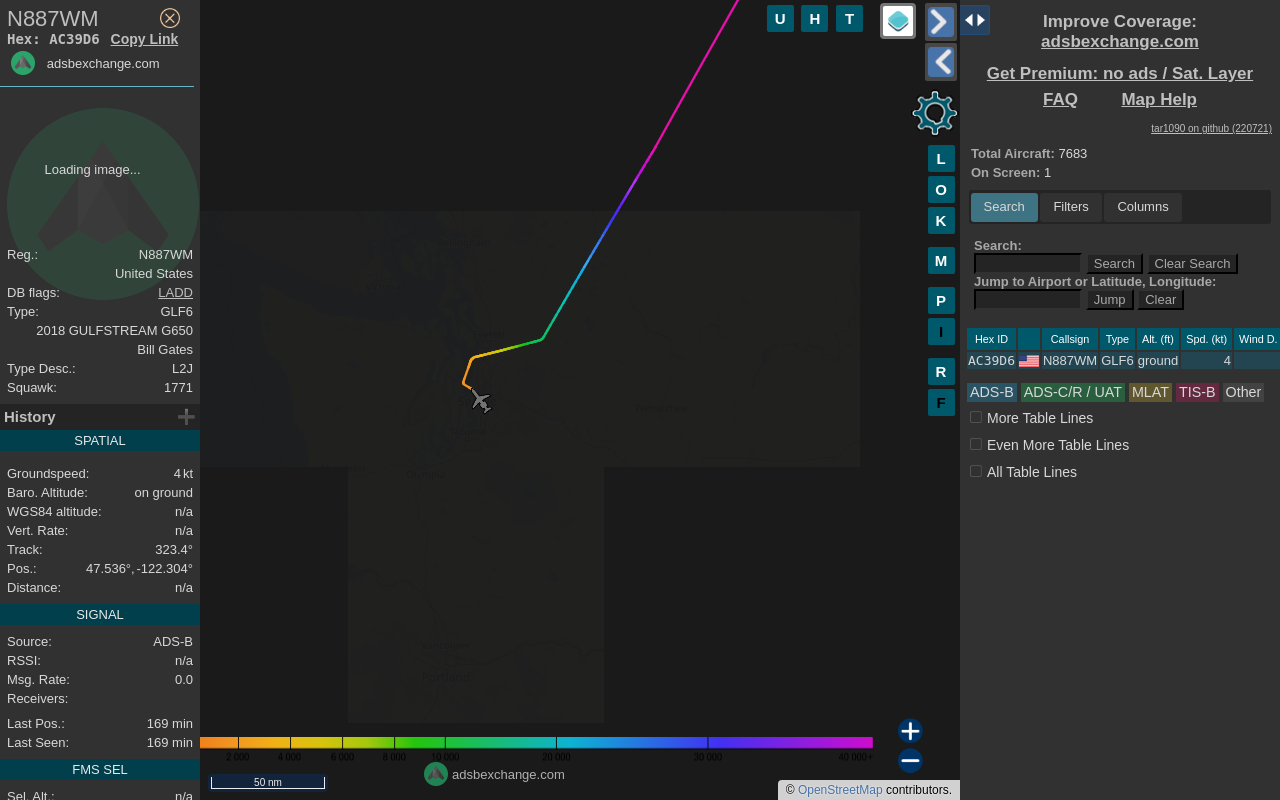 N887WM
Hex: AC39D6 Copy Link
adsbexchange.com
Loading image...
Reg.: N887WM
United States
DB flags: LADD
Type: GLF6
2018 GULFSTREAM G650
Bill Gates
Type Desc.: L2J
Squawk: 1771
History
SPATIAL
Groundspeed: 4 kt
Baro. Altitude: on ground
WGS84 altitude: n/a
Vert. Rate: n/a
Track: 323.4°
Pos.: 47.536°, -122.304°
Distance: n/a
SIGNAL
Source: ADS-B
RSSI: n/a
Msg. Rate: 0.0
Receivers:
Last Pos.: 169 min
Last Seen: 169 min
FMS SEL
Sel. Alt.: n/a
U H T
L
O
K
M
P
I
R
F
2 000 4 000 6 000 8 000 10 000 20 000 30 000 40 000+
50 nm
adsbexchange.com
© OpenStreetMap contributors.
Improve Coverage:
adsbexchange.com
Get Premium: no ads / Sat. Layer
FAQ Map Help
tar1090 on github (220721)
Total Aircraft: 7683
On Screen: 1
Search Filters Columns
Search:
Search Clear Search
Jump to Airport or Latitude, Longitude:
Jump Clear
Hex ID Callsign Type Alt. (ft) Spd. (kt) Wind D.
AC39D6 N887WM GLF6 ground 4
ADS-B ADS-C/R / UAT MLAT TIS-B Other
More Table Lines
Even More Table Lines
All Table Lines